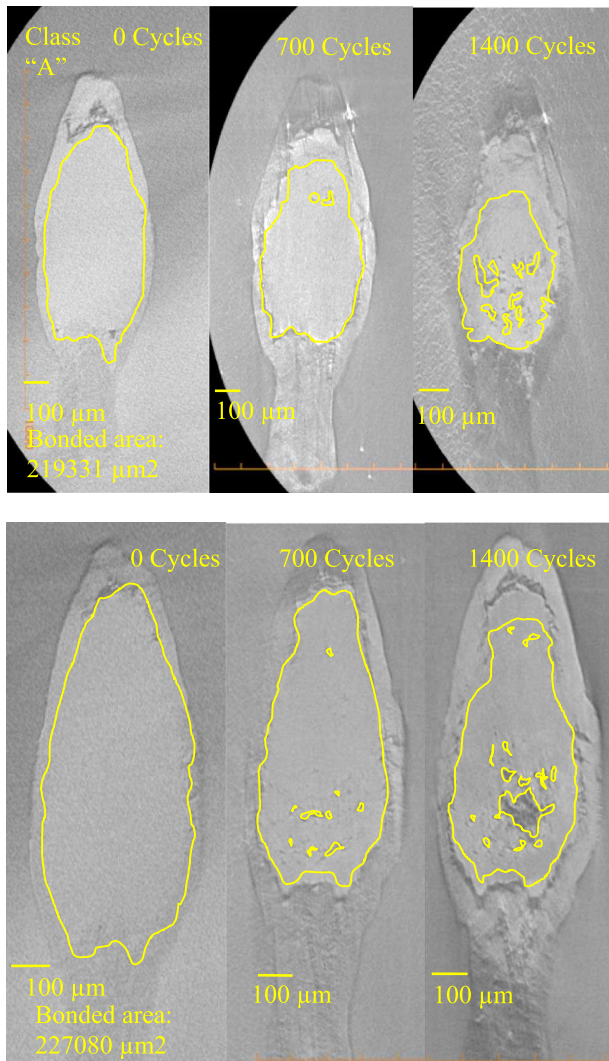 Class 0 Cycles
“A”
700 Cycles
1400 Cycles
100 µm
Bonded area:
219331 µm2
100 µm
100 µm
0 Cycles
700 Cycles
1400 Cycles
100 µm
Bonded area:
227080 µm2
100 µm
100 µm